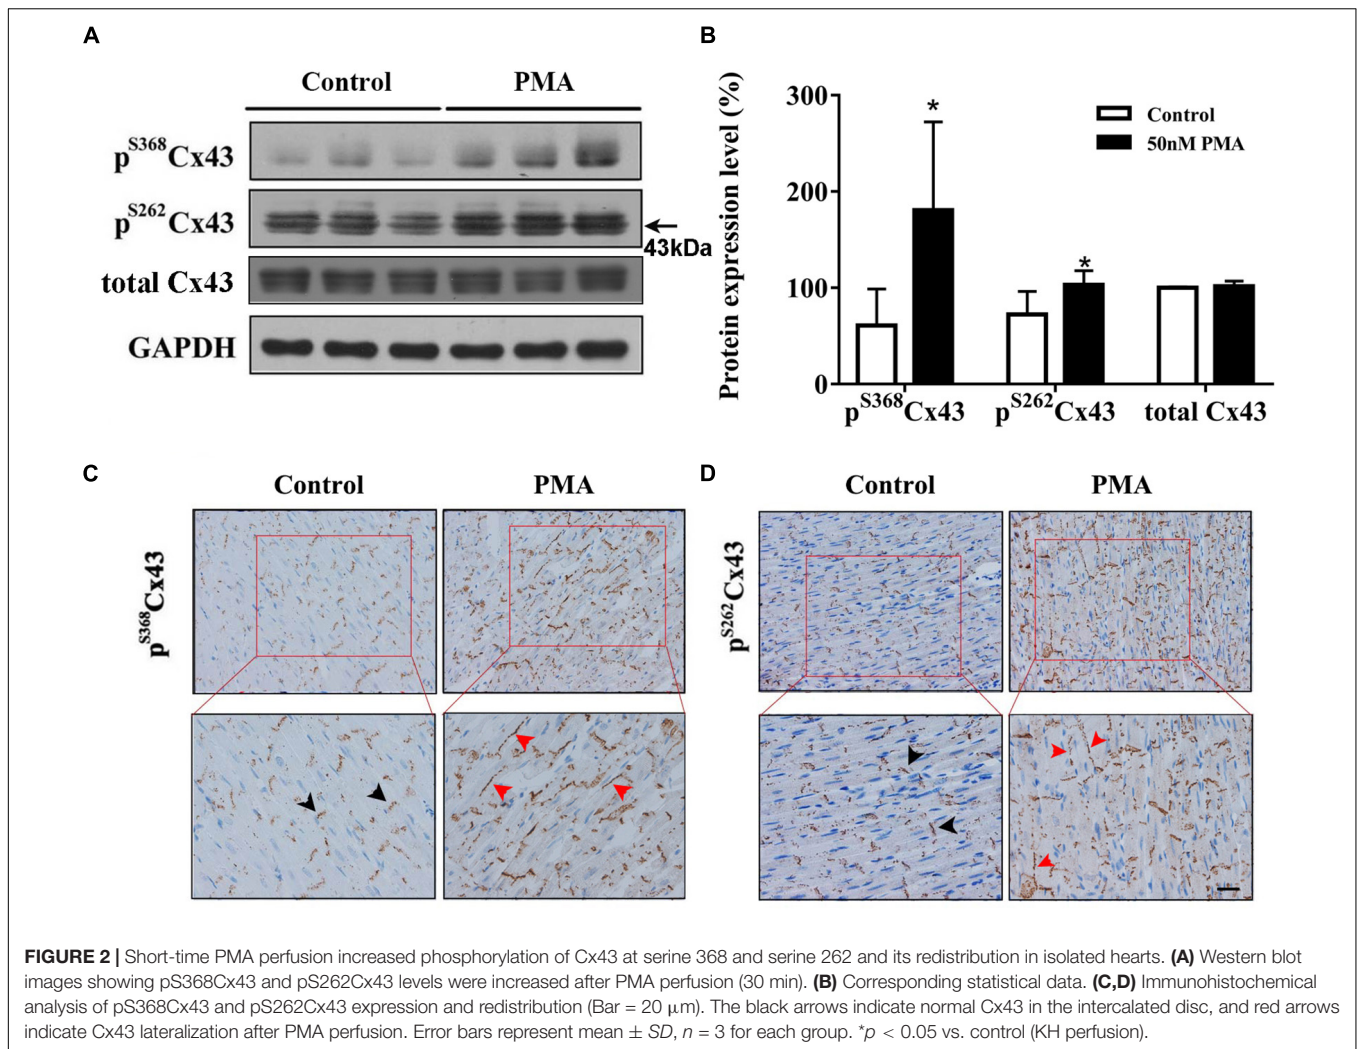 A
Control PMA
pS368Cx43
pS262Cx43
43kDa
total Cx43
GAPDH
B
Protein expression level (%)
300
200
100
0
*
*
Control
50nM PMA
pS368Cx43 pS262Cx43 total Cx43
C
Control PMA
pS368Cx43
D
Control PMA
pS262Cx43
FIGURE 2 | Short-time PMA perfusion increased phosphorylation of Cx43 at serine 368 and serine 262 and its redistribution in isolated hearts. (A) Western blot
images showing pS368Cx43 and pS262Cx43 levels were increased after PMA perfusion (30 min). (B) Corresponding statistical data. (C,D) Immunohistochemical
analysis of pS368Cx43 and pS262Cx43 expression and redistribution (Bar = 20 μm). The black arrows indicate normal Cx43 in the intercalated disc, and red arrows
indicate Cx43 lateralization after PMA perfusion. Error bars represent mean ± SD, n = 3 for each group. *p < 0.05 vs. control (KH perfusion).